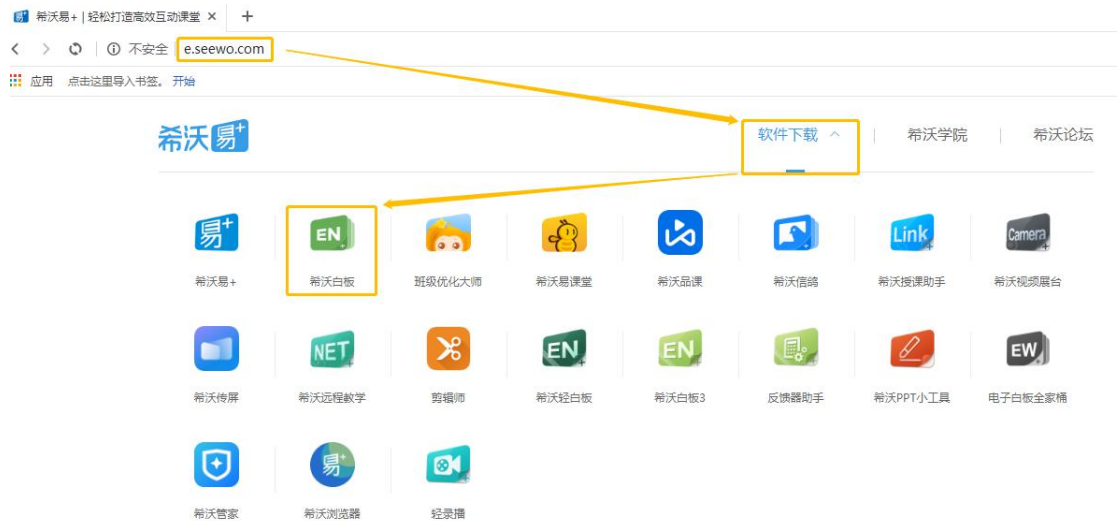 希沃易+ | 轻松打造高效互动课堂
不安全 e.seewo.com
应用 点击这里导入书签。 开始
希沃易+ 软件下载 希沃学院 希沃论坛
易+ EN Link Camera
希沃易+ 希沃白板 班级优化大师 希沃易课堂 希沃品课 希沃信鸽 希沃授课助手 希沃视频展台
NET EN EN EW
希沃传屏 希沃远程教学 剪辑师 希沃轻白板 希沃白板3 反馈器助手 希沃PPT小工具 电子白板全家桶
易
希沃管家 希沃浏览器 轻录播